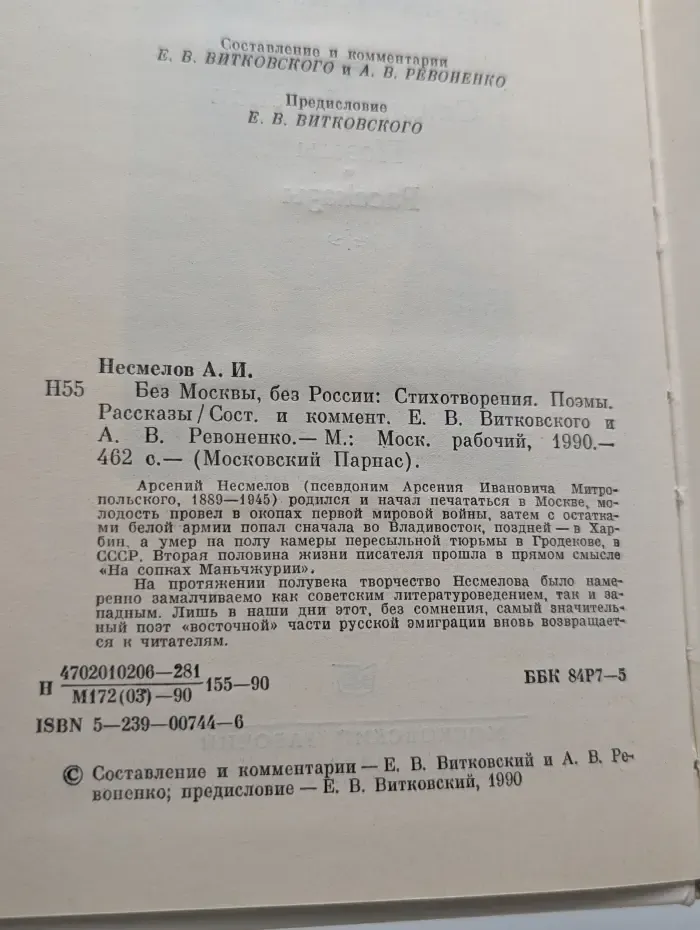 Составление и комментарии
Е. В. ВИТКОВСКОГО и А. В. РЕВОНЕНКО
Предисловие
Е. В. ВИТКОВСКОГО
Рассказы
Несмелов А. И.
Н55 Без Москвы, без России: Стихотворения. Поэмы.
Рассказы / Сост. и коммент. Е. В. Витковского и
А. В. Ревоненко.— М.: Моск. рабочий, 1990.—
462 с.— (Московский Парнас).
Арсений Несмелов (псевдоним Арсения Ивановича Митро-
польского, 1889—1945) родился и начал печататься в Москве, мо-
лодость провел в окопах первой мировой войны, затем с остатка-
ми белой армии попал сначала во Владивосток, поздней — в Хар-
бин, а умер на полу камеры пересыльной тюрьмы в Гродекове, в
СССР. Вторая половина жизни писателя прошла в прямом смысле
«На сопках Маньчжурии».
На протяжении полувека творчество Несмелова было наме-
ренно замалчиваемо как советским литературоведением, так и за-
падным. Лишь в наши дни этот, без сомнения, самый значитель-
ный поэт «восточной» части русской эмиграции вновь возвращает-
ся к читателям.
Н 4702010206—281 / М172(03)—90 155—90 ББК 84Р7—5
ISBN 5—239—00744—6
© Составление и комментарии — Е. В. Витковский и А. В. Ре-
воненко; предисловие — Е. В. Витковский, 1990
МОСКОВСКИЙ РАБОЧИЙ